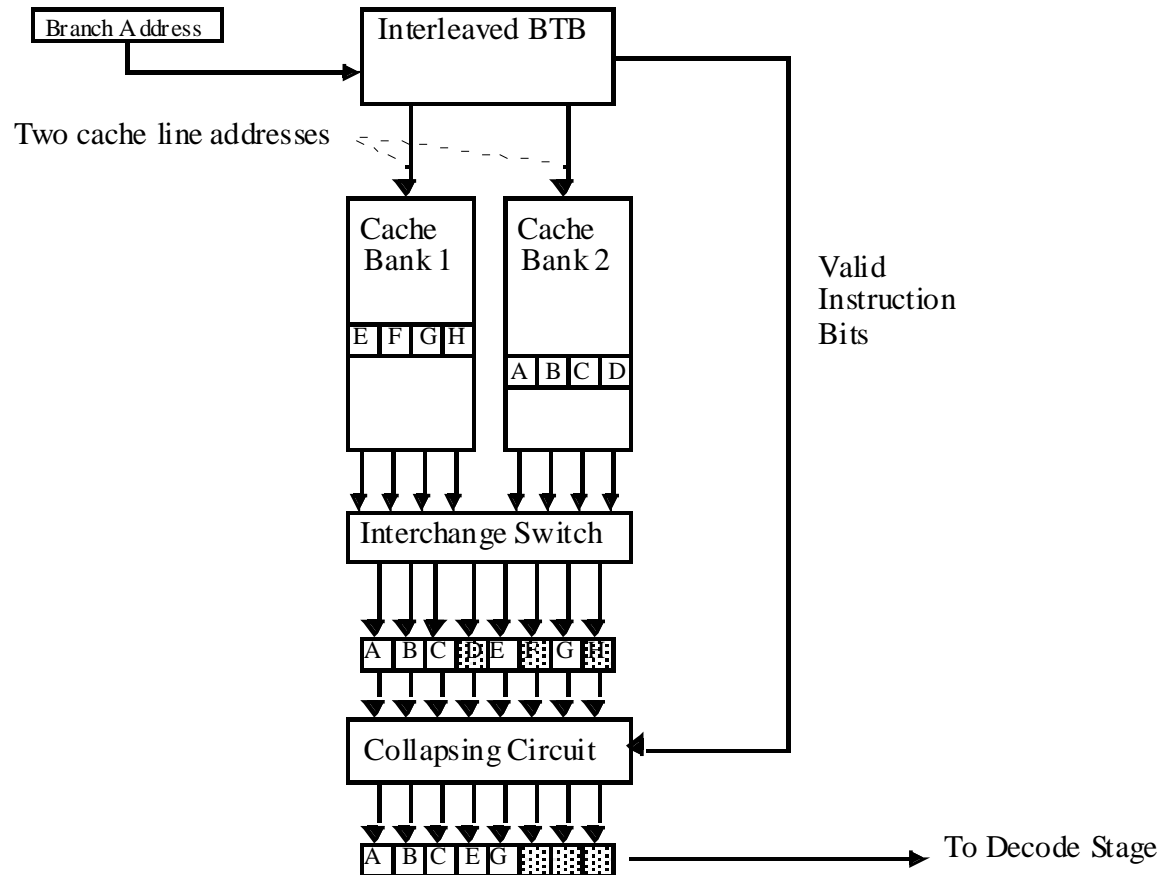 Branch Address
Interleaved BTB
Two cache line addresses
Cache
Bank 1
Cache
Bank 2
Valid
Instruction
Bits
E F G H
A B C D
Interchange Switch
A B C D E F G H
Collapsing Circuit
A B C E G
To Decode Stage